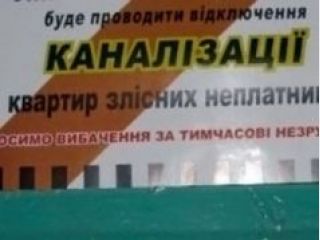 буде проводити відключення
КАНАЛІЗАЦІЇ
квартир злісних неплатни
ОСИМО ВИБАЧЕННЯ ЗА ТИМЧАСОВІ НЕЗРУ